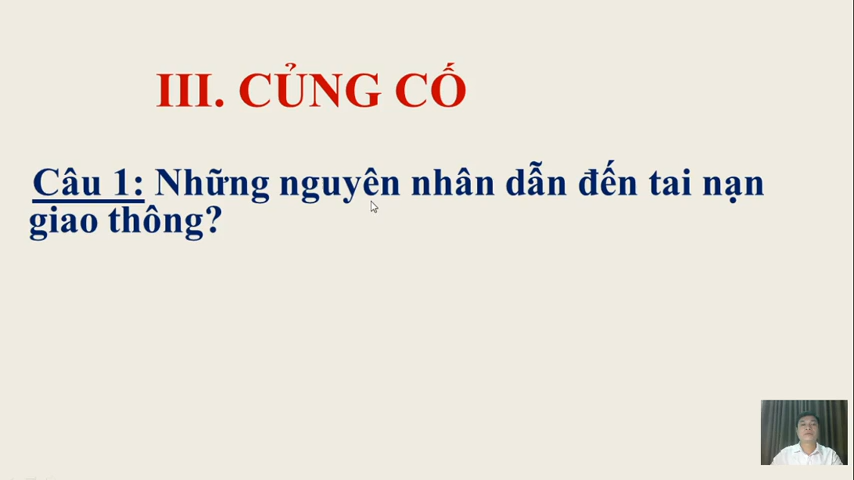 III. CỦNG CỐ
Câu 1: Những nguyên nhân dẫn đến tai nạn
giao thông?